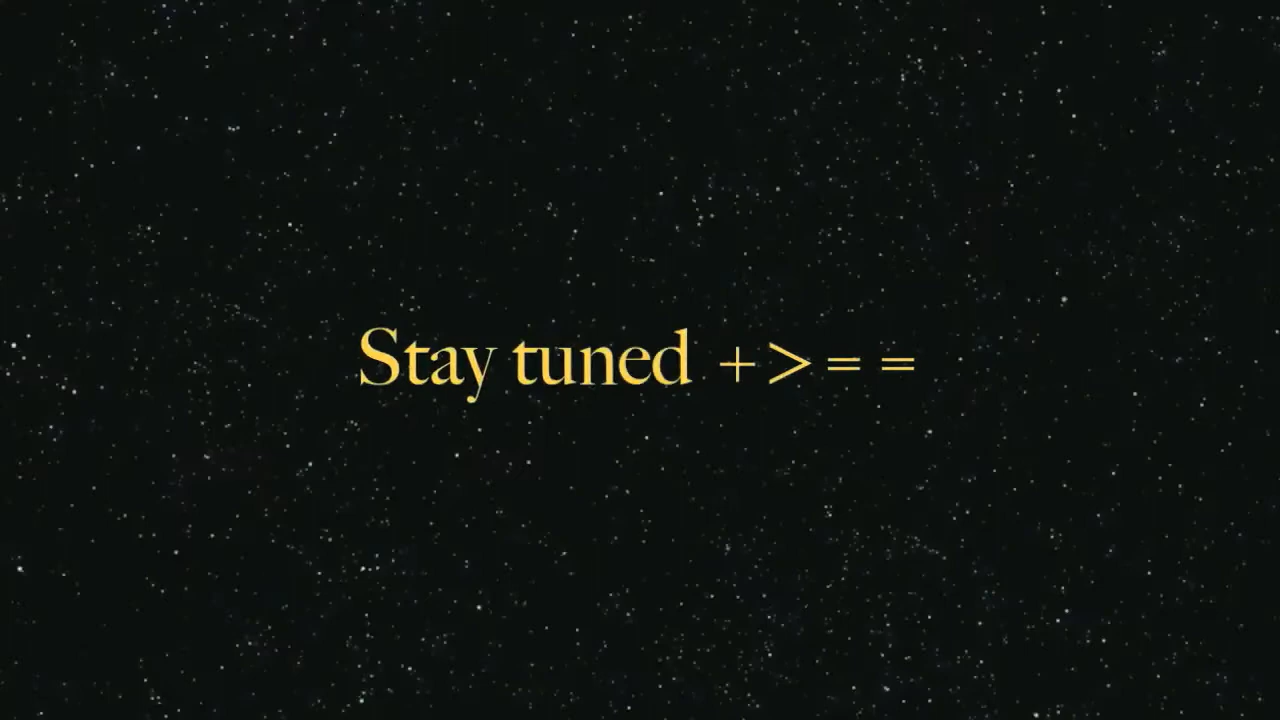 Stay tuned +>= =